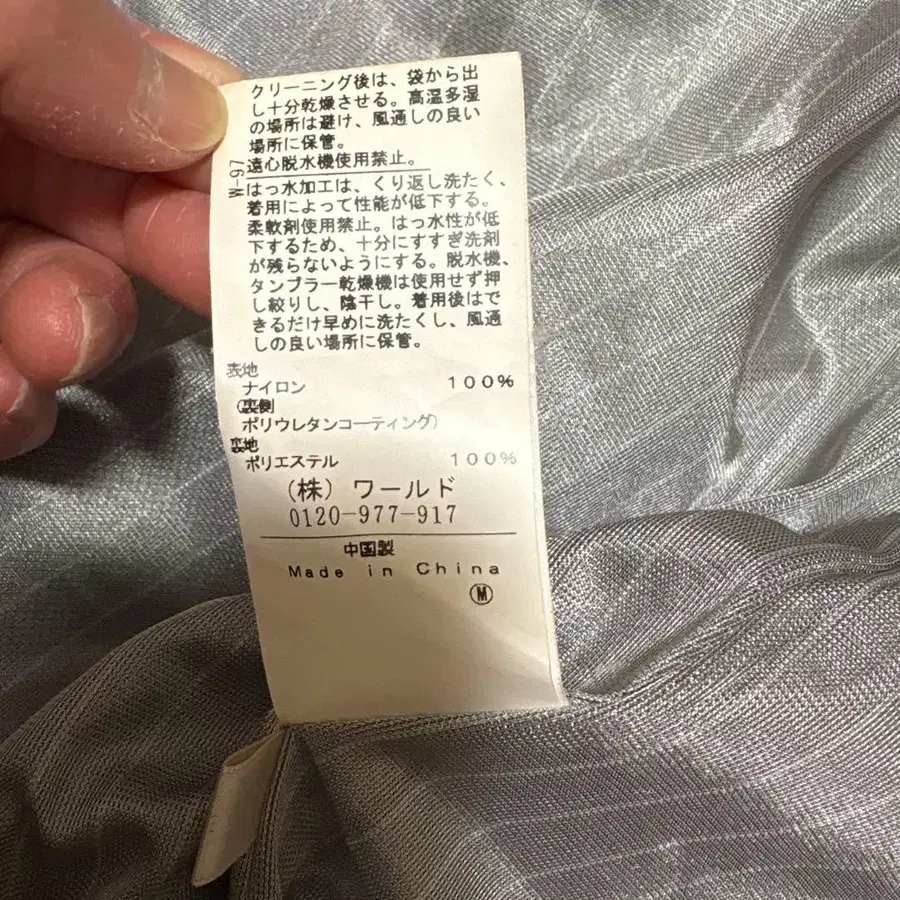 クリーニング後は、袋から出
し十分乾燥させる。高温多湿
の場所は避け、風通しの良い
場所に保管。
遠心脱水機使用禁止。
はっ水加工は、くり返し洗たく、
着用によって性能が低下する。
柔軟剤使用禁止。はっ水性が低
下するため、十分にすすぎ洗剤
が残らないようにする。脱水機、
タンブラー乾燥機は使用せず押
し絞りし、陰干し。着用後はで
きるだけ早めに洗たくし、風通
しの良い場所に保管。
W-97
表地
ナイロン 100%
(裏側
ポリウレタンコーティング)
裏地
ポリエステル 100%
(株) ワールド
0120-977-917
中国製
Made in China
Ⓜ